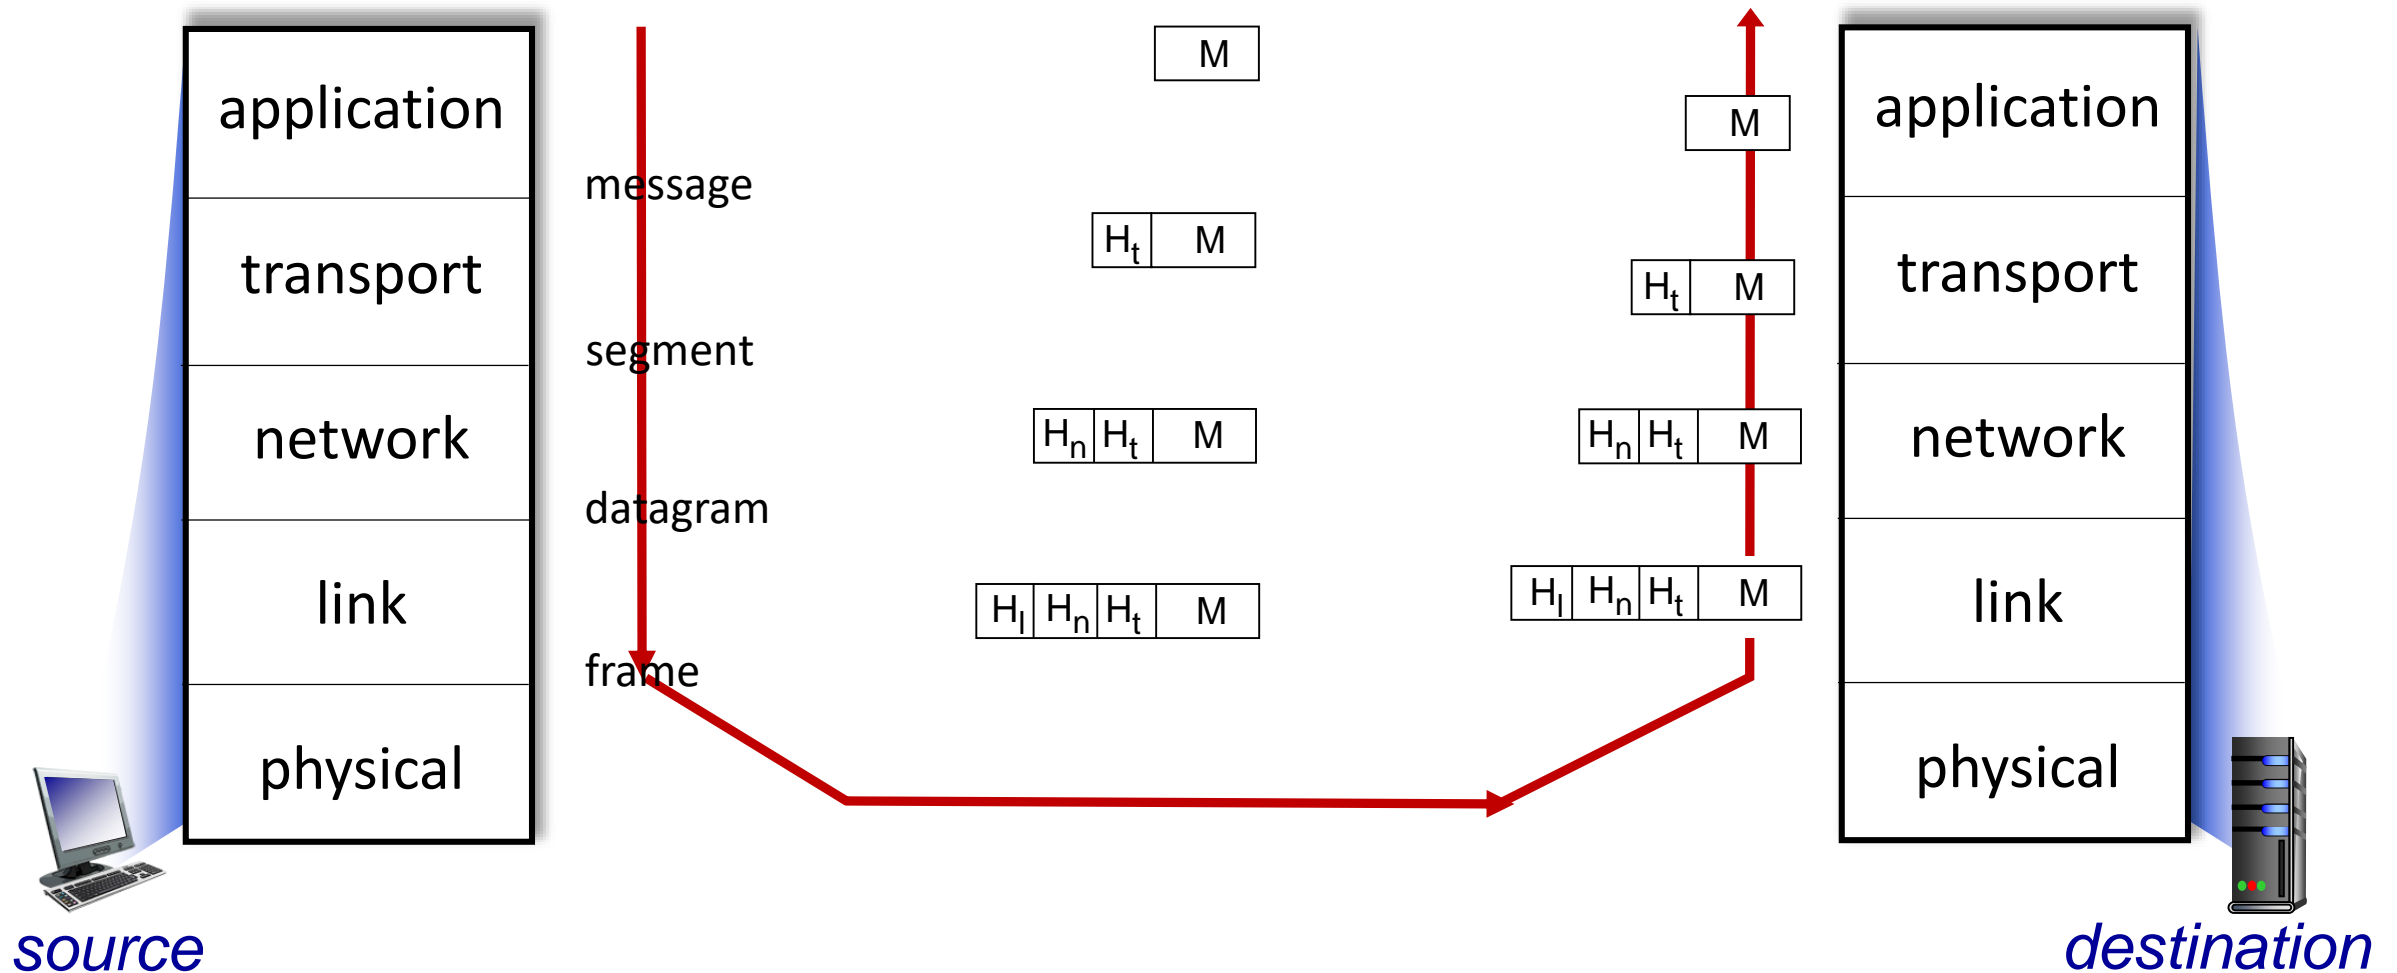 application
transport
network
link
physical
source
message
segment
datagram
frame
M
Ht M
Hn Ht M
Hl Hn Ht M
M
Ht M
Hn Ht M
Hl Hn Ht M
application
transport
network
link
physical
destination